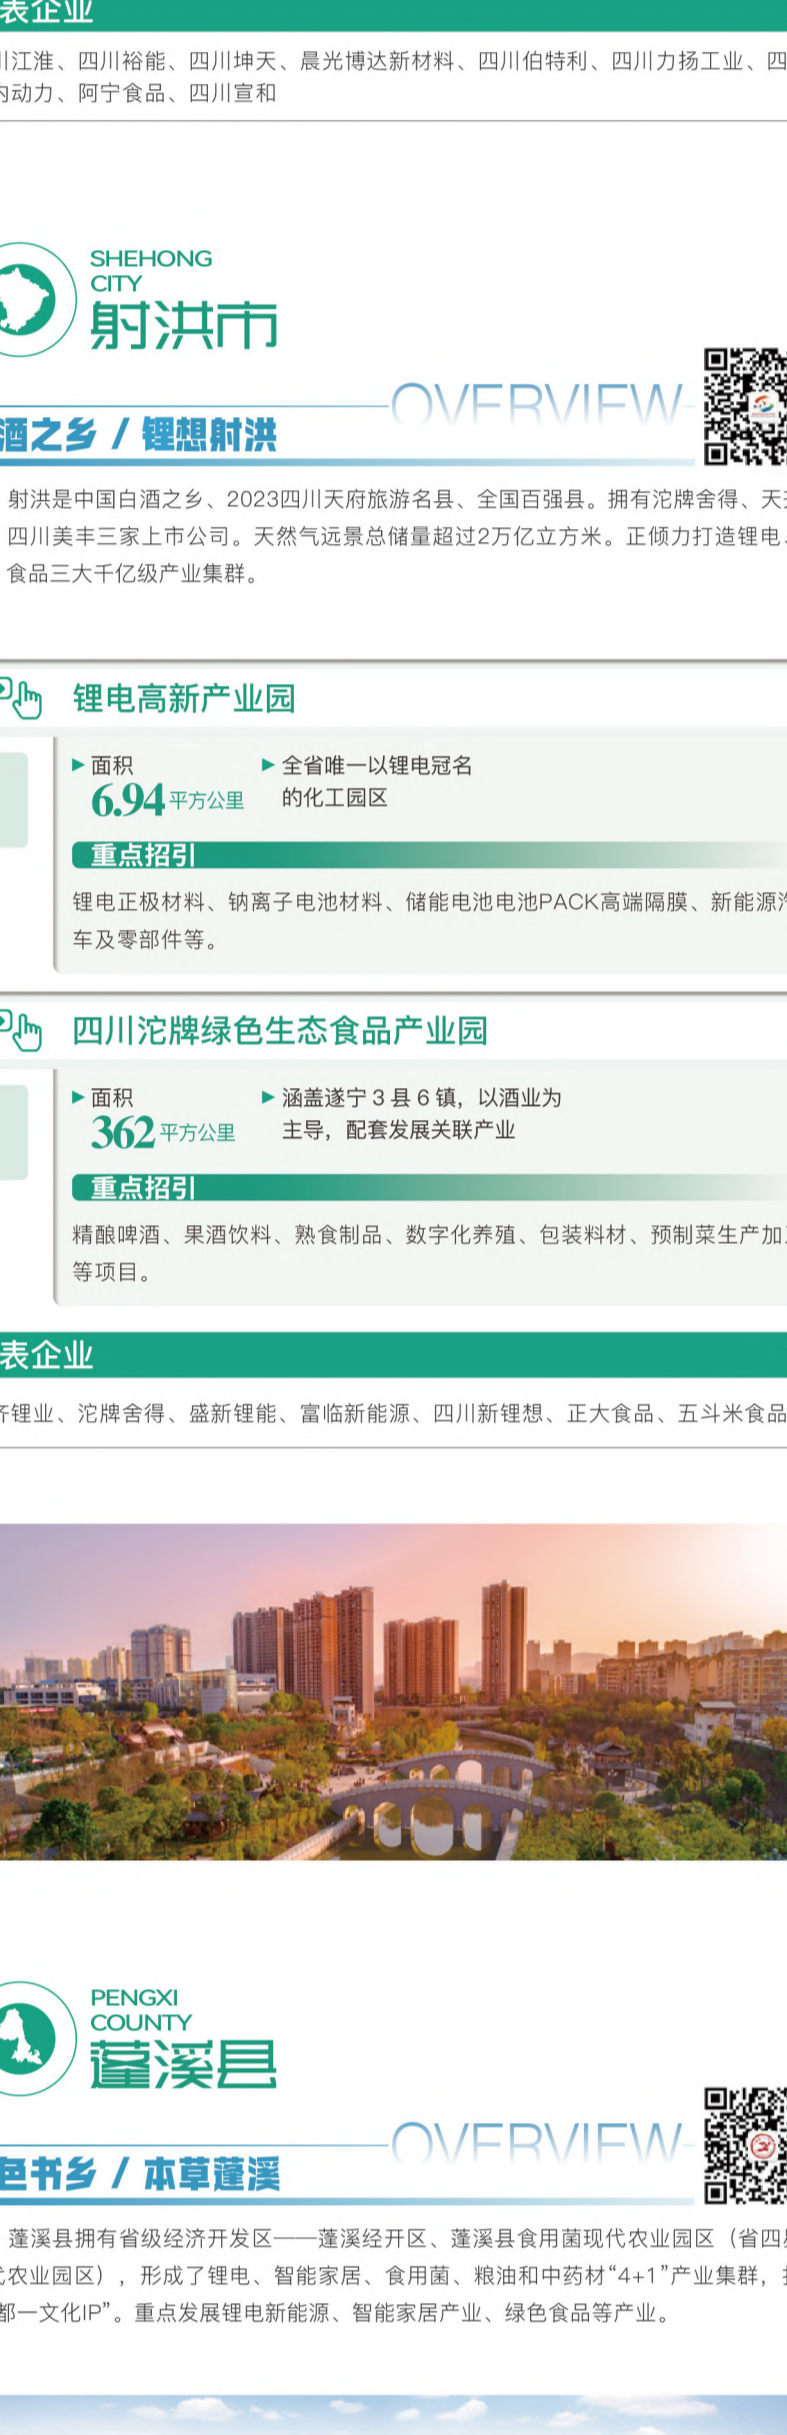 表企业
川江淮、四川裕能、四川坤天、晨光博达新材料、四川伯特利、四川力扬工业、四
内动力、阿宁食品、四川宣和
SHEHONG
CITY
射洪市
OVERVIEW
酒之乡 / 锂想射洪
射洪是中国白酒之乡、2023四川天府旅游名县、全国百强县。拥有沱牌舍得、天
四川美丰三家上市公司。天然气远景总储量超过2万亿立方米。正倾力打造锂电、
食品三大千亿级产业集群。
锂电高新产业园
面积
6.94平方公里
全省唯一以锂电冠名
的化工园区
重点招引
锂电正极材料、钠离子电池材料、储能电池电池PACK高端隔膜、新能源汽
车及零部件等。
四川沱牌绿色生态食品产业园
面积
362平方公里
涵盖遂宁 3 县 6 镇，以酒业为
主导，配套发展关联产业
重点招引
精酿啤酒、果酒饮料、熟食制品、数字化养殖、包装料材、预制菜生产加工
等项目。
表企业
齐锂业、沱牌舍得、盛新锂能、富临新能源、四川新锂想、正大食品、五斗米食品
PENGXI
COUNTY
蓬溪县
OVERVIEW
色书乡 / 本草蓬溪
蓬溪县拥有省级经济开发区——蓬溪经开区、蓬溪县食用菌现代农业园区（省四星
代农业园区），形成了锂电、智能家居、食用菌、粮油和中药材“4+1”产业集群，
都一文化IP”。重点发展锂电新能源、智能家居产业、绿色食品等产业。